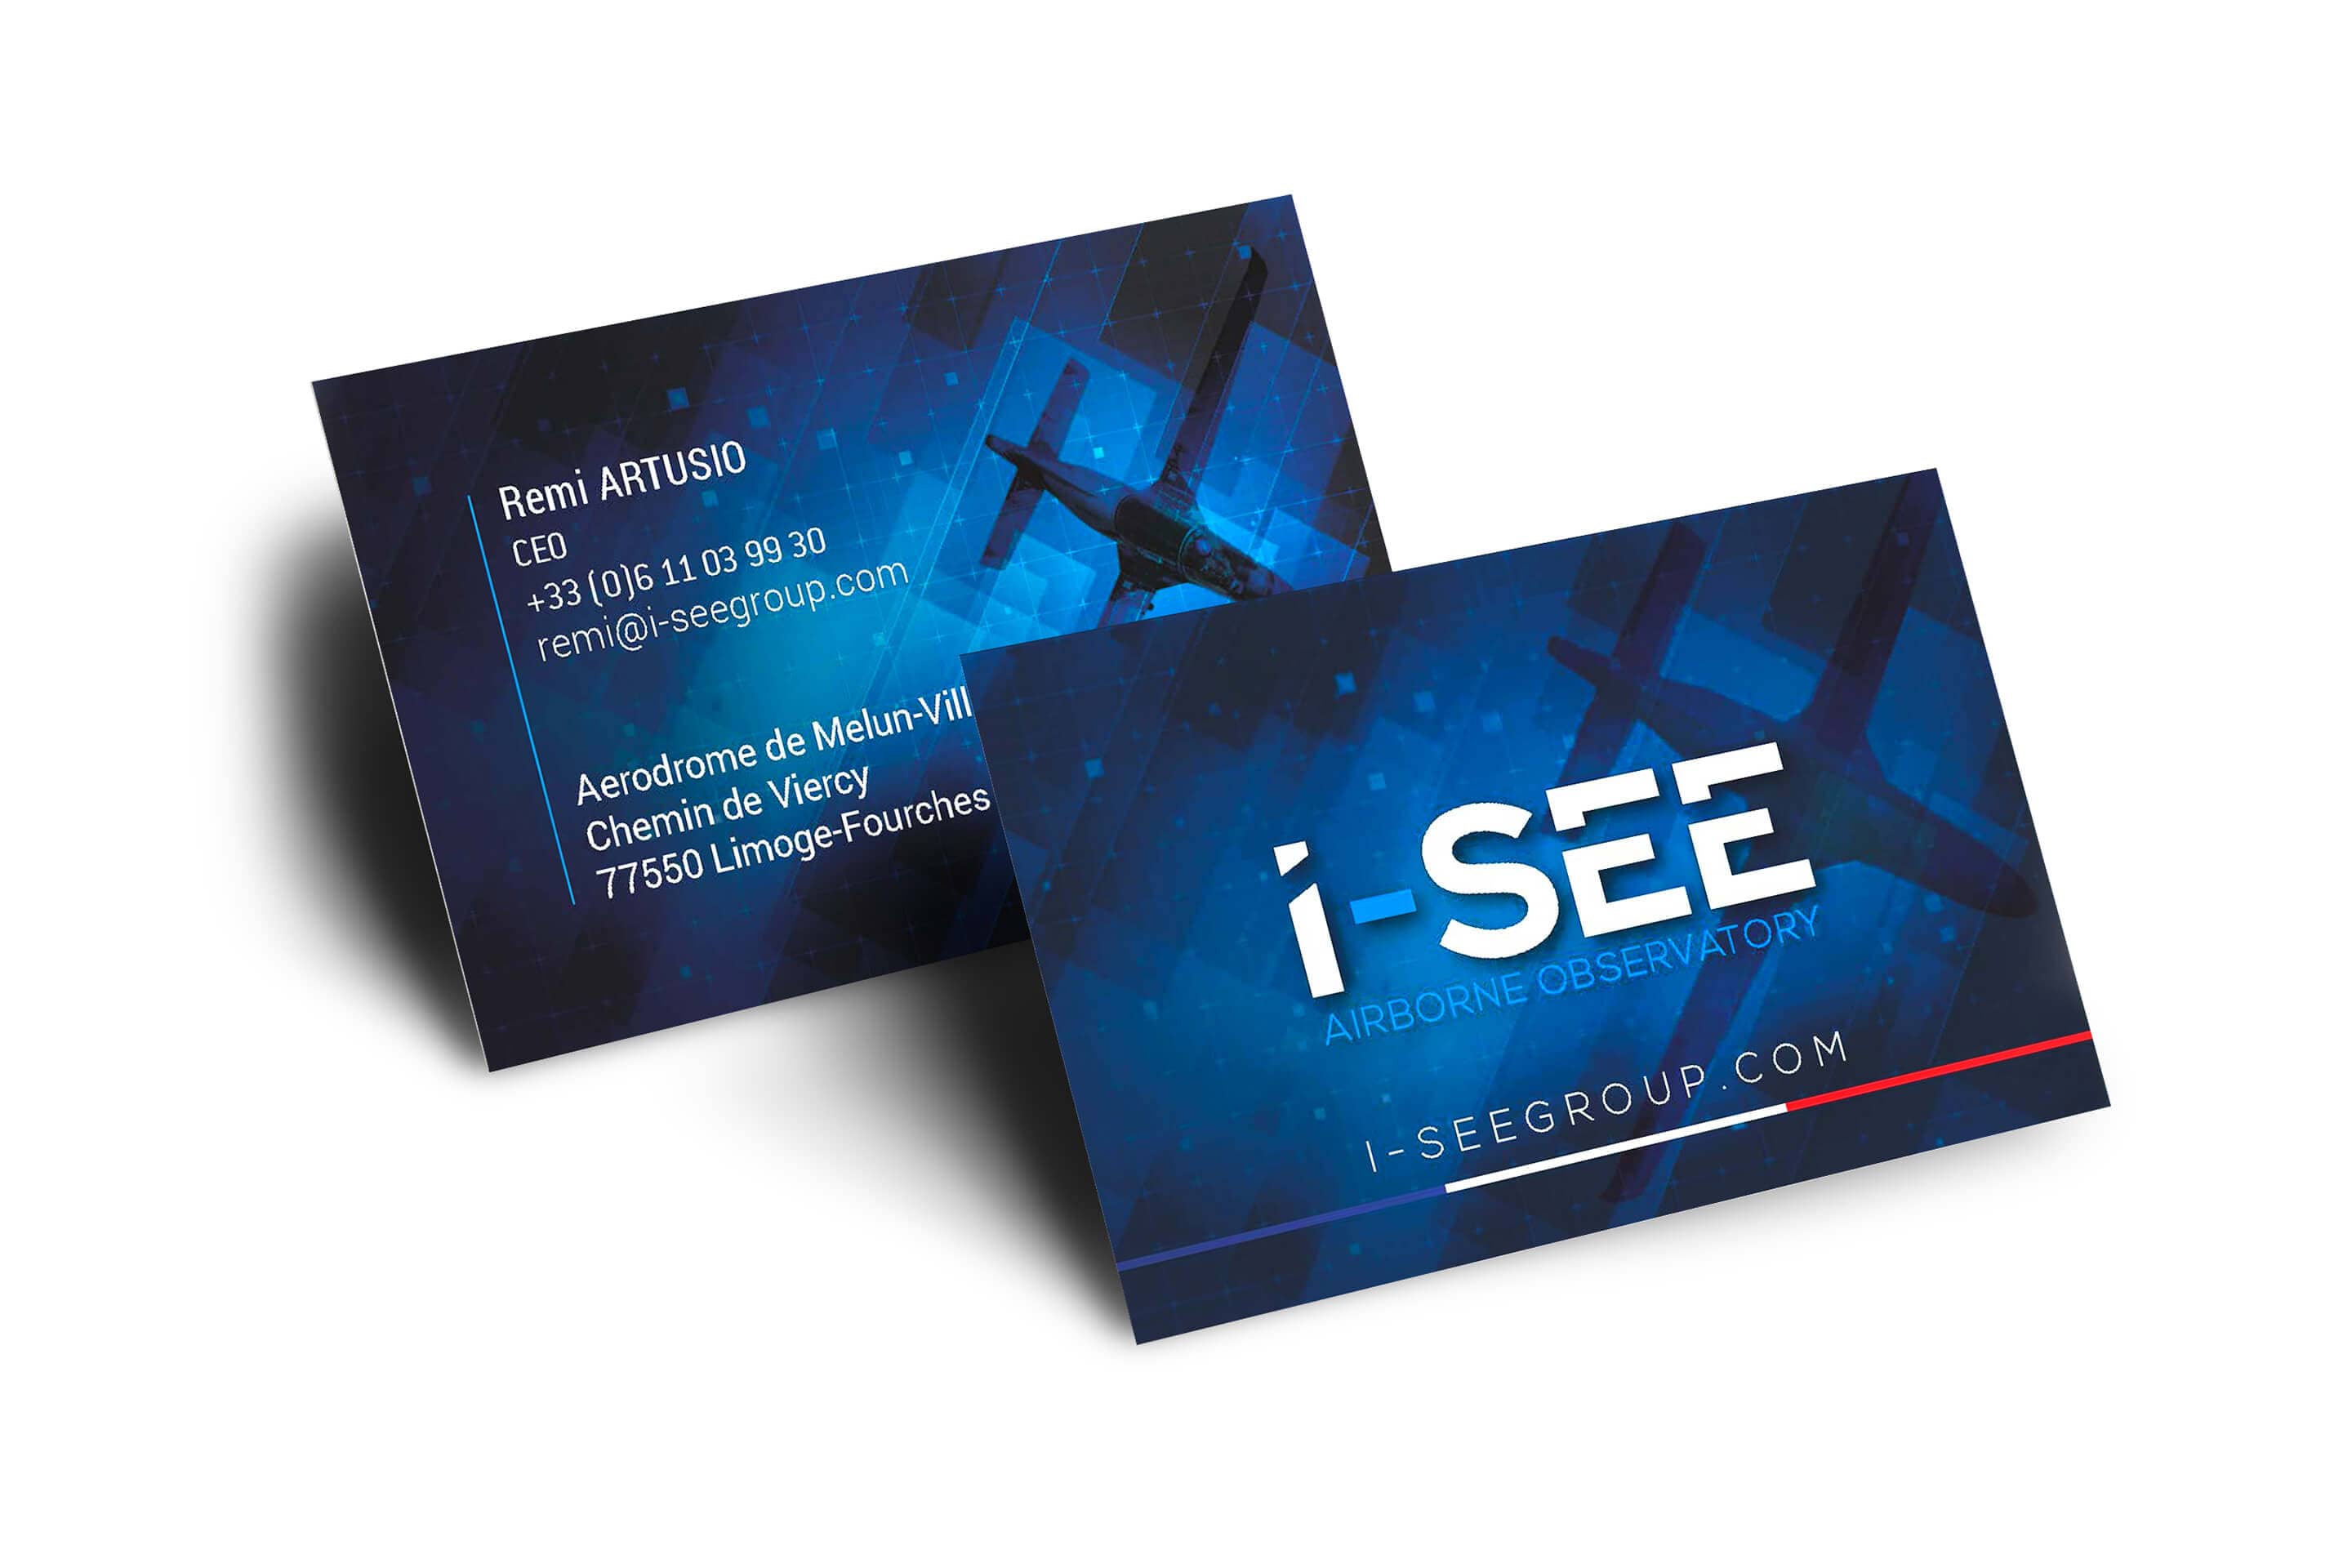 Remi ARTUSIO
CEO
+33 (0)6 11 03 99 30
remi@i-seegroup.com
Aerodrome de Melun-Vill
Chemin de Viercy
77550 Limoge-Fourches
i-SEE
AIRBORNE OBSERVATORY
I-SEEGROUP.COM